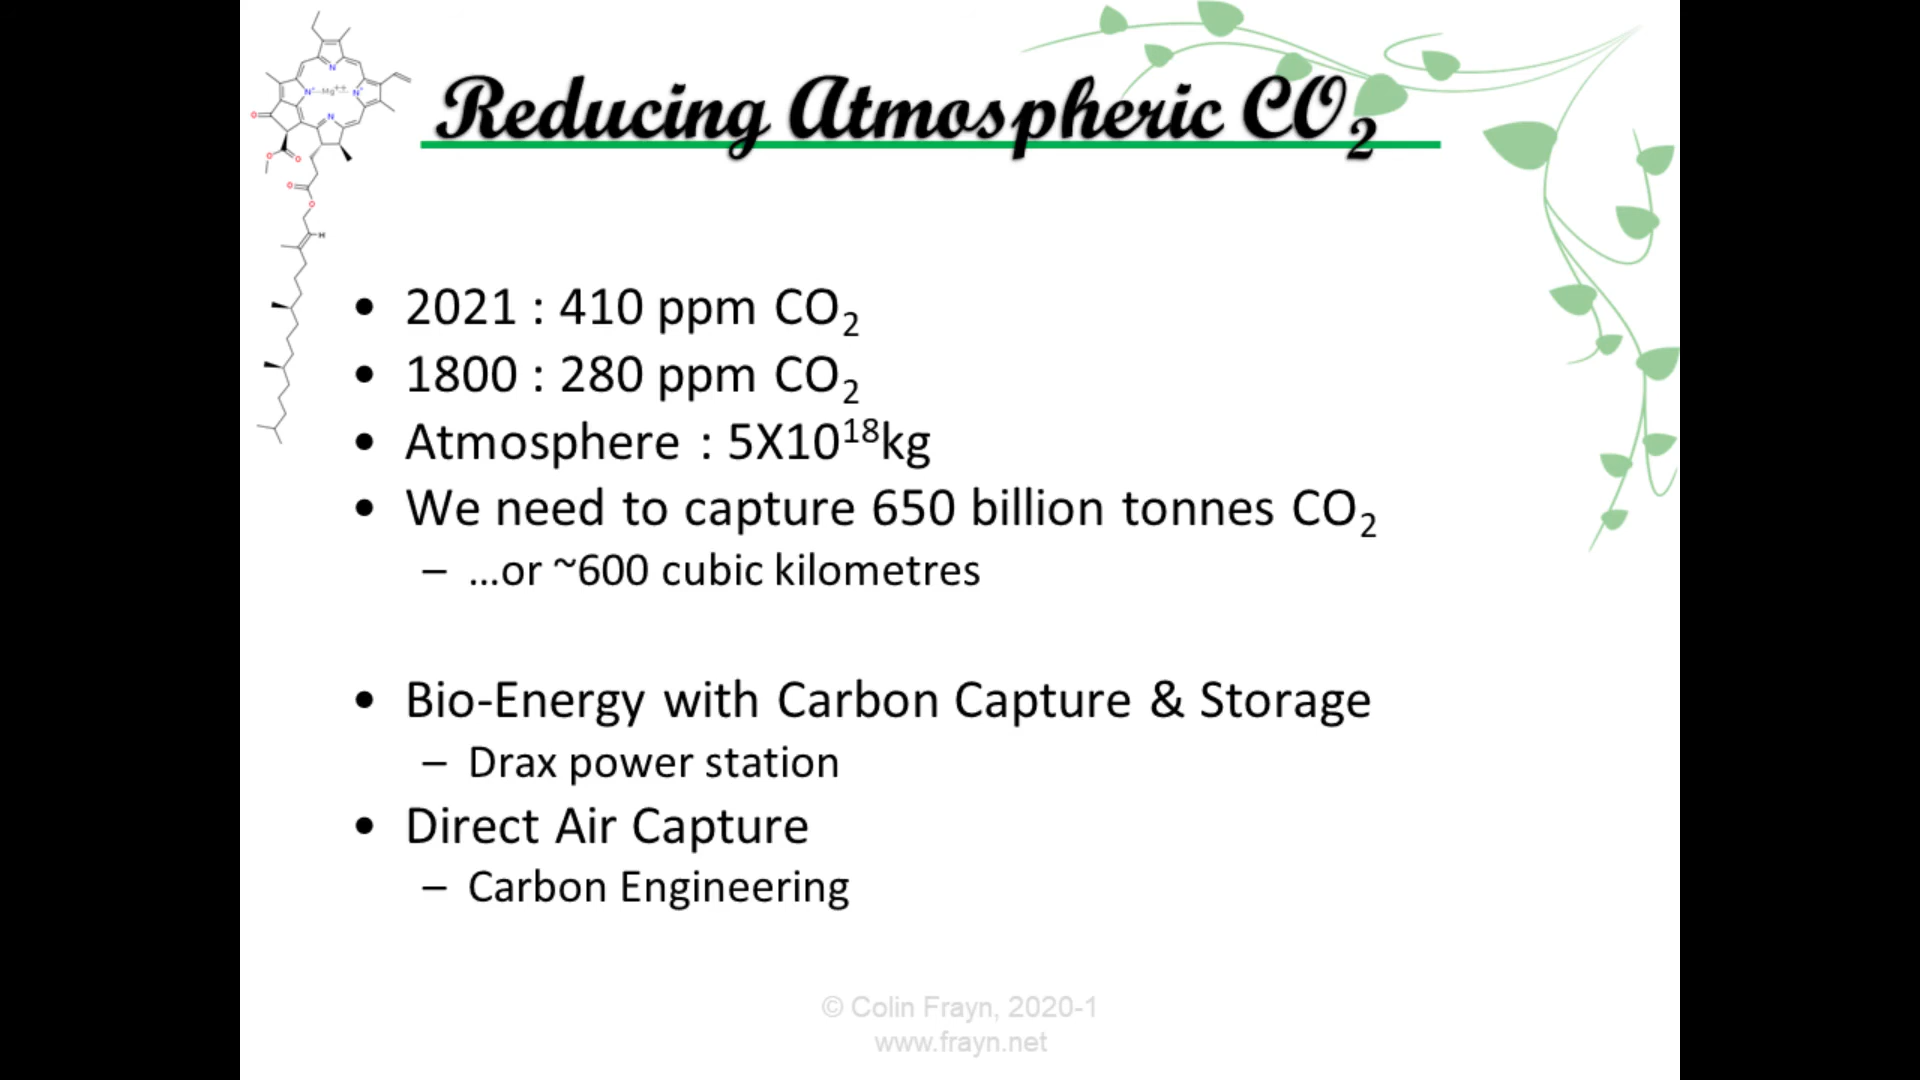 Reducing Atmospheric CO₂
• 2021 : 410 ppm CO₂
• 1800 : 280 ppm CO₂
• Atmosphere : 5X10¹⁸kg
• We need to capture 650 billion tonnes CO₂
– ...or ~600 cubic kilometres
• Bio-Energy with Carbon Capture & Storage
– Drax power station
• Direct Air Capture
– Carbon Engineering
© Colin Frayn, 2020-1
www.frayn.net